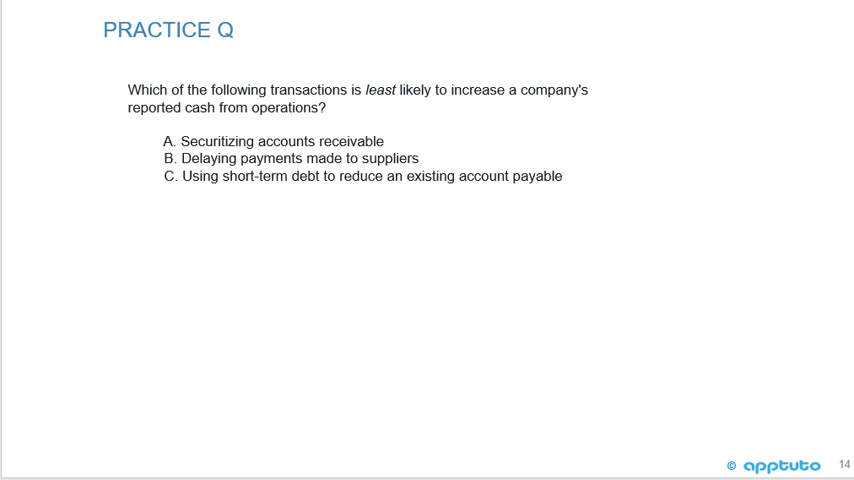 PRACTICE Q
Which of the following transactions is least likely to increase a company's
reported cash from operations?
A. Securitizing accounts receivable
B. Delaying payments made to suppliers
C. Using short-term debt to reduce an existing account payable
© apptuto 14